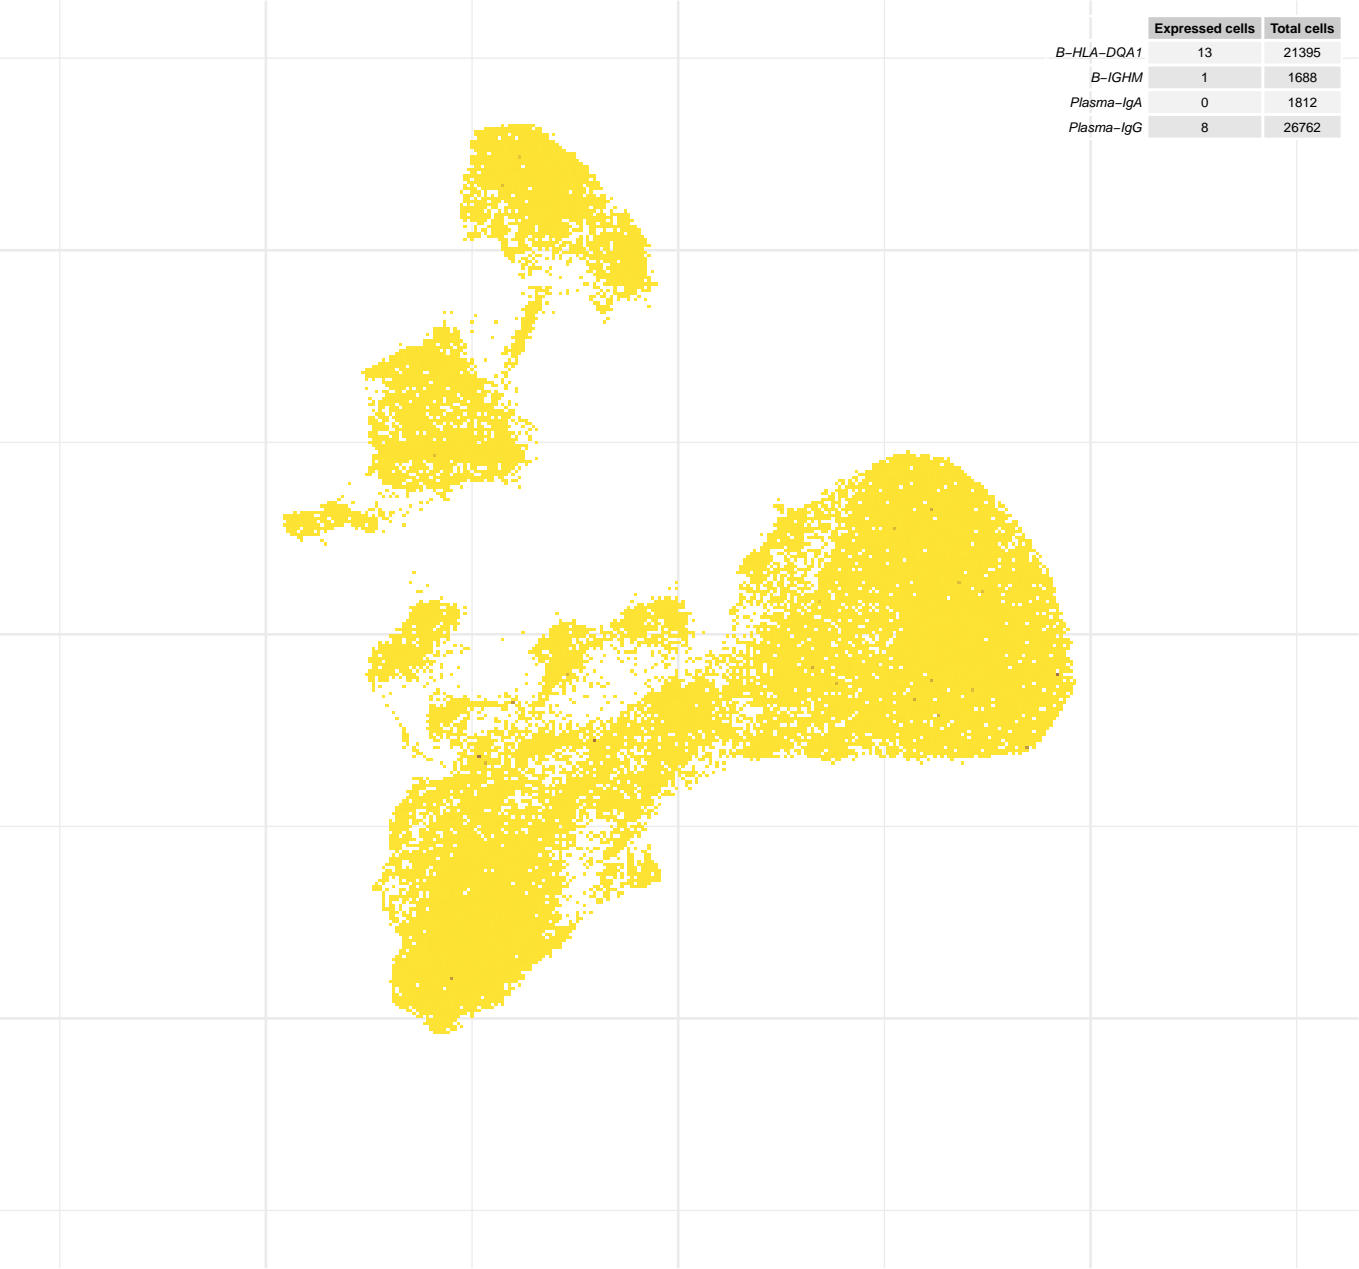 Expressed cells Total cells
B−HLA−DQA1 13 21395
B−IGHM 1 1688
Plasma−IgA 0 1812
Plasma−IgG 8 26762